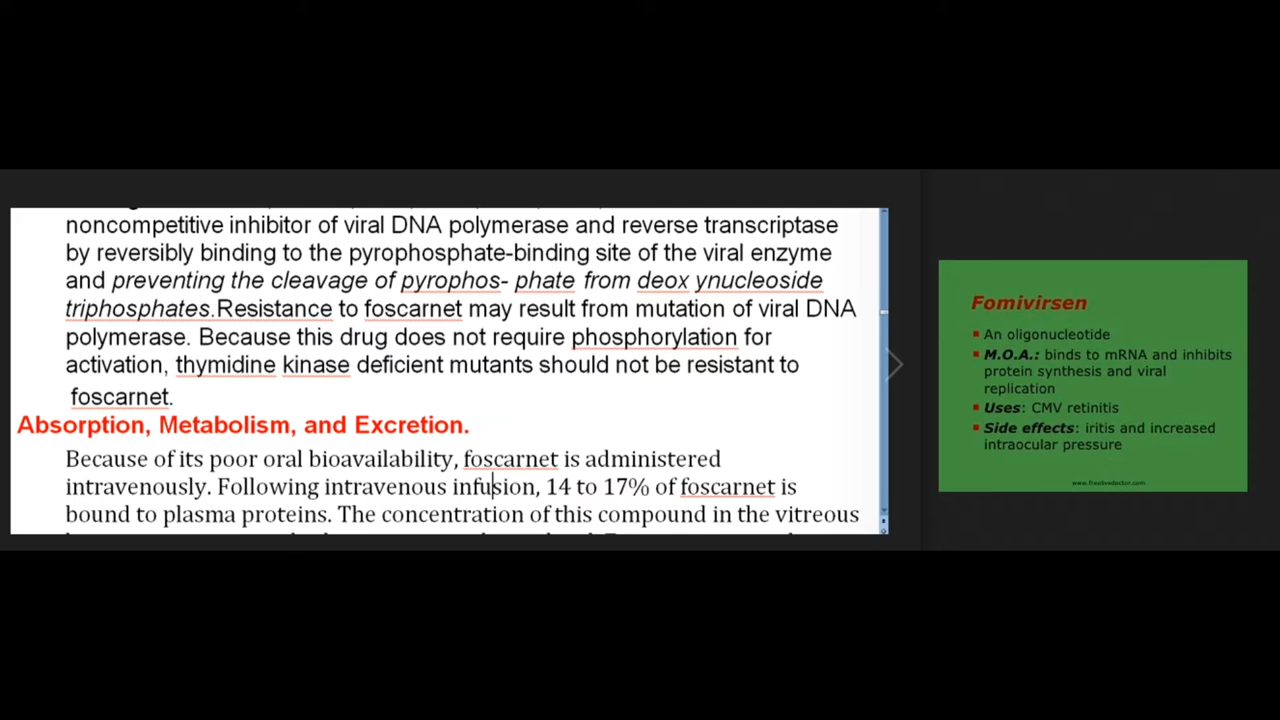 noncompetitive inhibitor of viral DNA polymerase and reverse transcriptase
by reversibly binding to the pyrophosphate-binding site of the viral enzyme
and preventing the cleavage of pyrophos- phate from deox ynucleoside
triphosphates.Resistance to foscarnet may result from mutation of viral DNA
polymerase. Because this drug does not require phosphorylation for
activation, thymidine kinase deficient mutants should not be resistant to
foscarnet.
Absorption, Metabolism, and Excretion.
Because of its poor oral bioavailability, foscarnet is administered
intravenously. Following intravenous infusion, 14 to 17% of foscarnet is
bound to plasma proteins. The concentration of this compound in the vitreous
Fomivirsen
An oligonucleotide
M.O.A.: binds to mRNA and inhibits
protein synthesis and viral
replication
Uses: CMV retinitis
Side effects: iritis and increased
intraocular pressure
www.freelivedoctor.com